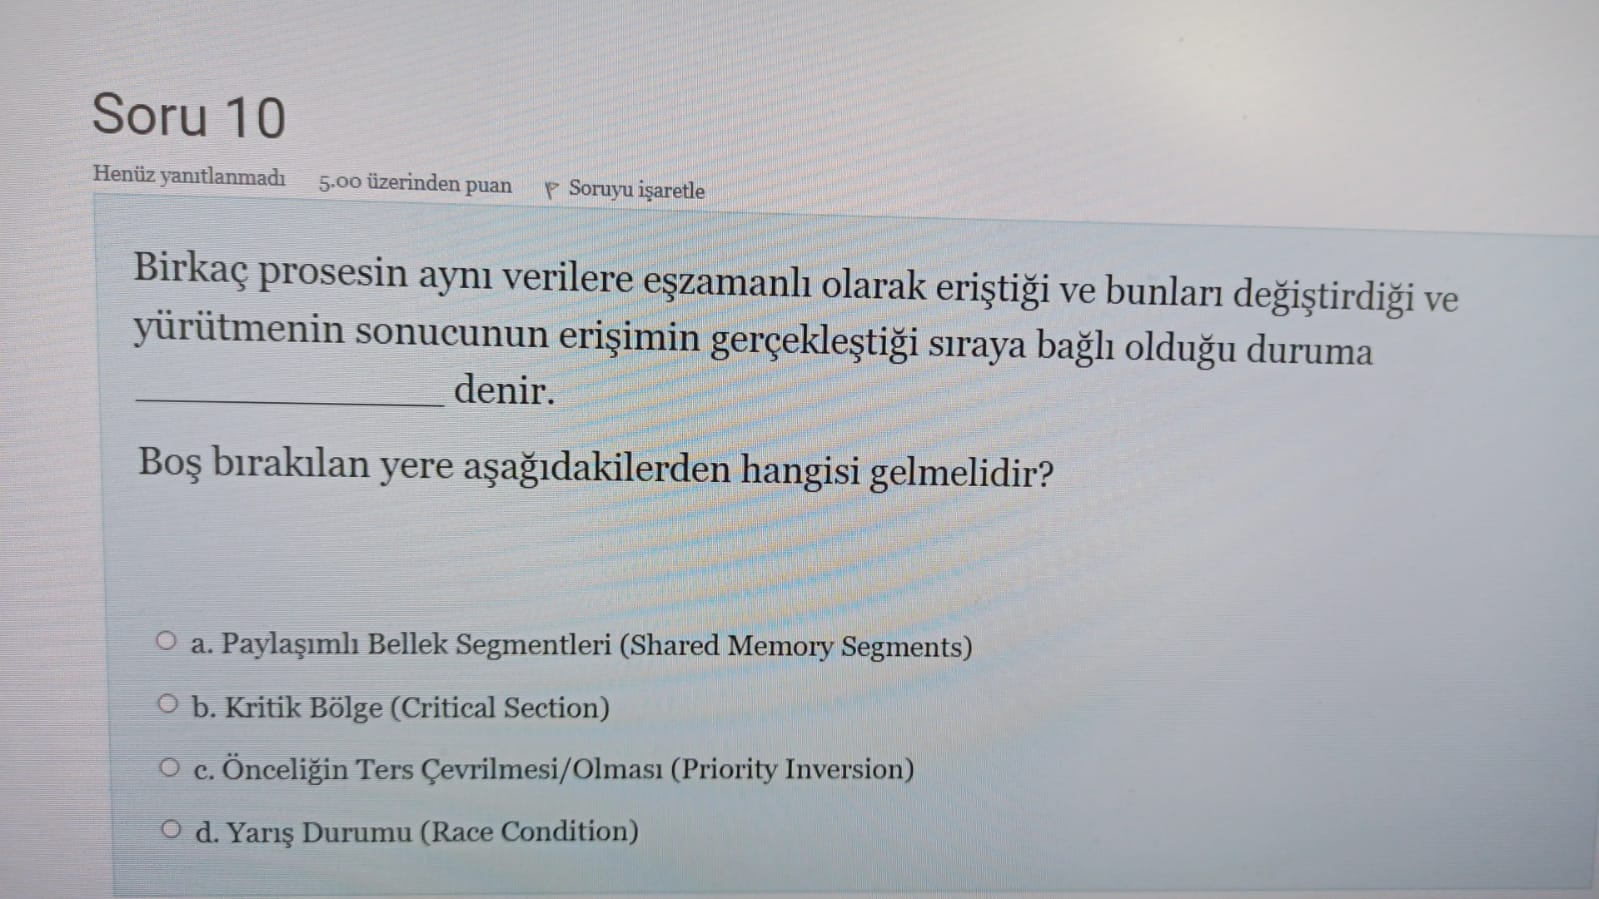 Soru 10
Henüz yanıtlanmadı 5.00 üzerinden puan Soruyu işaretle
Birkaç prosesin aynı verilere eşzamanlı olarak eriştiği ve bunları değiştirdiği ve
yürütmenin sonucunun erişimin gerçekleştiği sıraya bağlı olduğu duruma
_______________ denir.
Boş bırakılan yere aşağıdakilerden hangisi gelmelidir?
a. Paylaşımlı Bellek Segmentleri (Shared Memory Segments)
b. Kritik Bölge (Critical Section)
c. Önceliğin Ters Çevrilmesi/Olması (Priority Inversion)
d. Yarış Durumu (Race Condition)